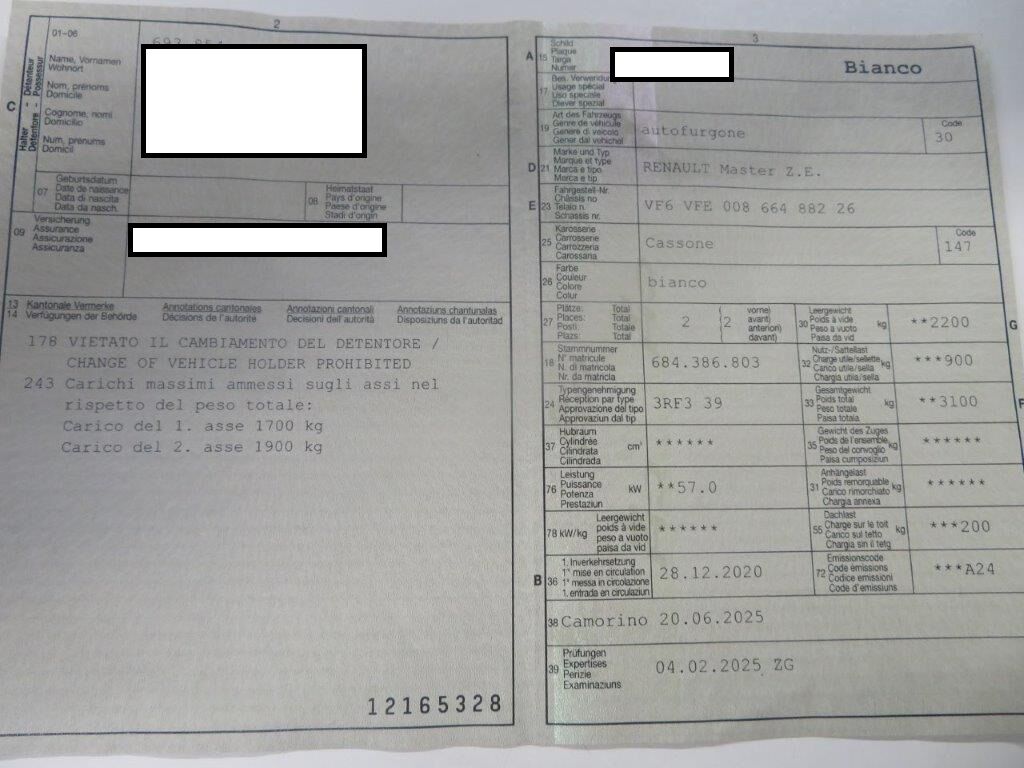 2
01-06
Halter - Détenteur
Detentore - Possessur
C
Name, Vornamen
Wohnort
Nom, prénoms
Domicile
Cognome, nomi
Domicilio
Num, prenums
Domicil
07
Geburtsdatum
Date de naissance
Data di nascita
Data da nasch.
08
Heimatstaat
Pays d'origine
Paese d'origine
Stadi d'origin
09
Versicherung
Assurance
Assicurazione
Assicuranza
13 Kantonale Vermerke Annotations cantonales Annotazioni cantonali Annotaziuns chantunalas
14 Verfügungen der Behörde Décisions de l'autorité Decisioni dell'autorità Disposiziuns da l'autoritad
178 VIETATO IL CAMBIAMENTO DEL DETENTORE /
CHANGE OF VEHICLE HOLDER PROHIBITED
243 Carichi massimi ammessi sugli assi nel
rispetto del peso totale:
Carico del 1. asse 1700 kg
Carico del 2. asse 1900 kg
12165328
3
A 15
Schild
Plaque
Targa
Numer
Bianco
17
Bes. Verwendung
Usage spécial
Uso speciale
Diever spezial
19
Art des Fahrzeugs
Genre de véhicule
Genere di veicolo
Gener dal vehichel
autofurgone
Code
30
D 21
Marke und Typ
Marque et type
Marca e tipo
Marca e tip
RENAULT Master Z.E.
E 23
Fahrgestell-Nr.
Châssis no
Telaio n.
Schassis nr.
VF6 VFE 008 664 882 26
25
Karosserie
Carrosserie
Carrozzeria
Carossaria
Cassone
Code
147
26
Farbe
Couleur
Colore
Colur
bianco
27
Plätze: Total
Places: Total
Posti: Totale
Plazs: Total
2
(2
vorne)
avant)
anteriori)
davant)
30
Leergewicht
Poids à vide
Peso a vuoto
Paisa da vid
kg
**2200
G
18
Stammnummer
N° matricule
N. di matricola
Nr. da matricla
684.386.803
32
Nutz-/Sattellast
Charge utile/sellette
Carico utile/sella
Chargia utila/sella
kg
***900
24
Typengenehmigung
Réception par type
Approvazione del tipo
Approvaziun dal tip
3RF3 39
33
Gesamtgewicht
Poids total
Peso totale
Paisa totala
kg
**3100
F
37
Hubraum
Cylindrée
Cilindrata
Cilindrada
cm³
******
35
Gewicht des Zuges
Poids de l'ensemble
Peso del convoglio
Paisa cumposiziun
kg
******
76
Leistung
Puissance
Potenza
Prestaziun
kW
**57.0
31
Anhängelast
Poids remorquable
Carico rimorchiato
Chargia annexa
kg
******
78 kW/kg
Leergewicht
poids à vide
peso a vuoto
paisa da vid
******
55
Dachlast
Charge sur le toit
Carico sul tetto
Chargia sin il tetg
kg
***200
B 36
1. Inverkehrsetzung
1re mise en circulation
1a messa in circolazione
1. entrada en circulaziun
28.12.2020
72
Emissionscode
Code émissions
Codice emissioni
Code d'emissiuns
***A24
38 Camorino 20.06.2025
39
Prüfungen
Expertises
Perizie
Examinaziuns
04.02.2025 ZG